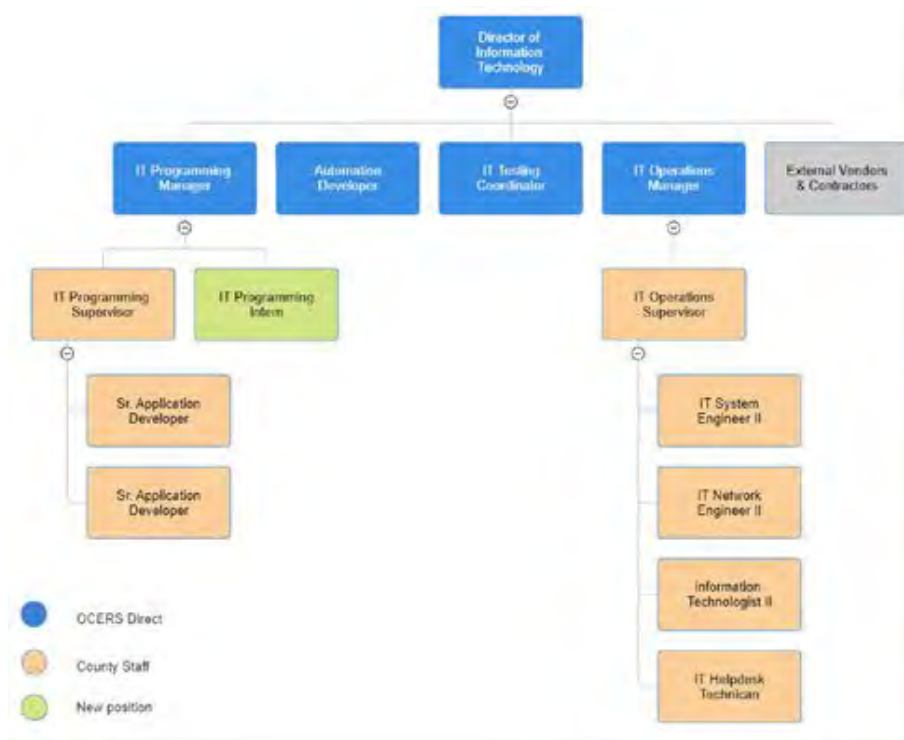 Director of
Information
Technology
IT Programming
Manager
Automation
Developer
IT Testing
Coordinator
IT Operations
Manager
External Vendors
& Contractors
IT Programming
Supervisor
IT Programming
Intern
IT Operations
Supervisor
Sr. Application
Developer
Sr. Application
Developer
IT System
Engineer II
IT Network
Engineer II
Information
Technologist II
IT Helpdesk
Technican
OCERS Direct
County Staff
New position